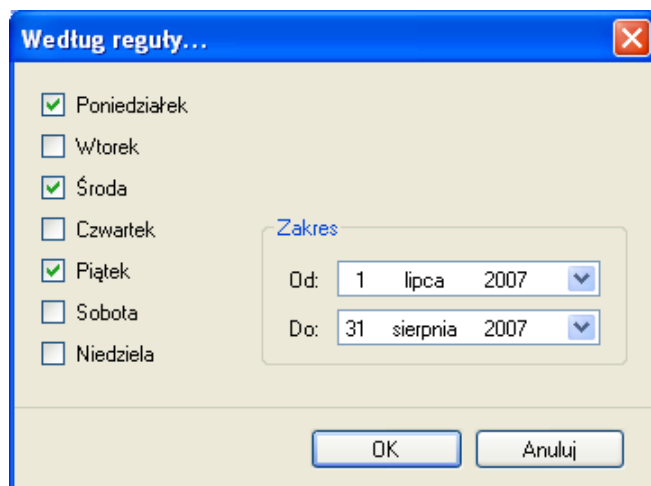 Według reguły...
Poniedziałek
Wtorek
Środa
Czwartek
Piątek
Sobota
Niedziela
Zakres
Od: 1 lipca 2007
Do: 31 sierpnia 2007
OK
Anuluj